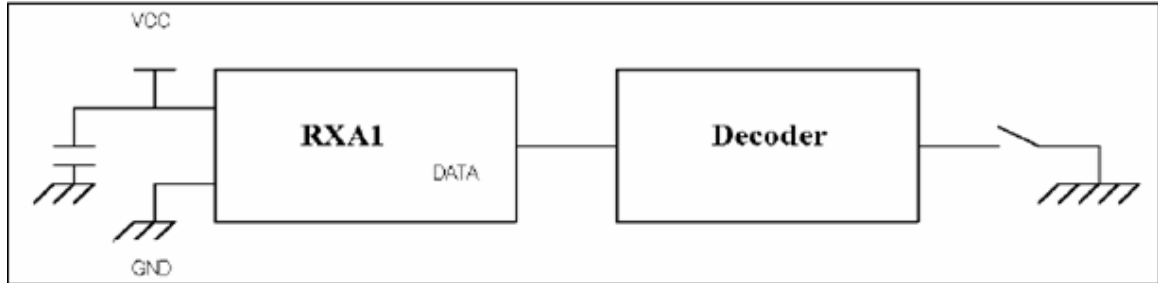 VCC
RXA1
Decoder
DATA
GND